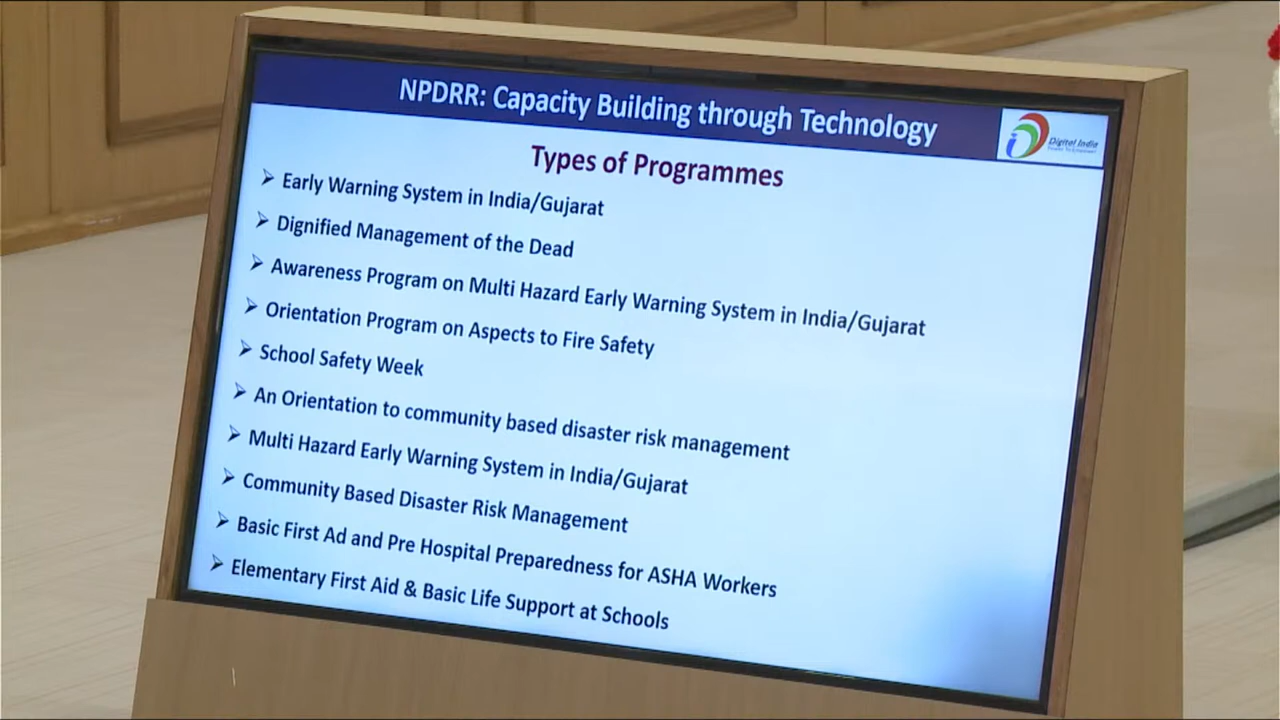 NPDRR: Capacity Building through Technology
Digital India
Power To Empower
Types of Programmes
➢ Early Warning System in India/Gujarat
➢ Dignified Management of the Dead
➢ Awareness Program on Multi Hazard Early Warning System in India/Gujarat
➢ Orientation Program on Aspects to Fire Safety
➢ School Safety Week
➢ An Orientation to community based disaster risk management
➢ Multi Hazard Early Warning System in India/Gujarat
➢ Community Based Disaster Risk Management
➢ Basic First Ad and Pre Hospital Preparedness for ASHA Workers
➢ Elementary First Aid & Basic Life Support at Schools